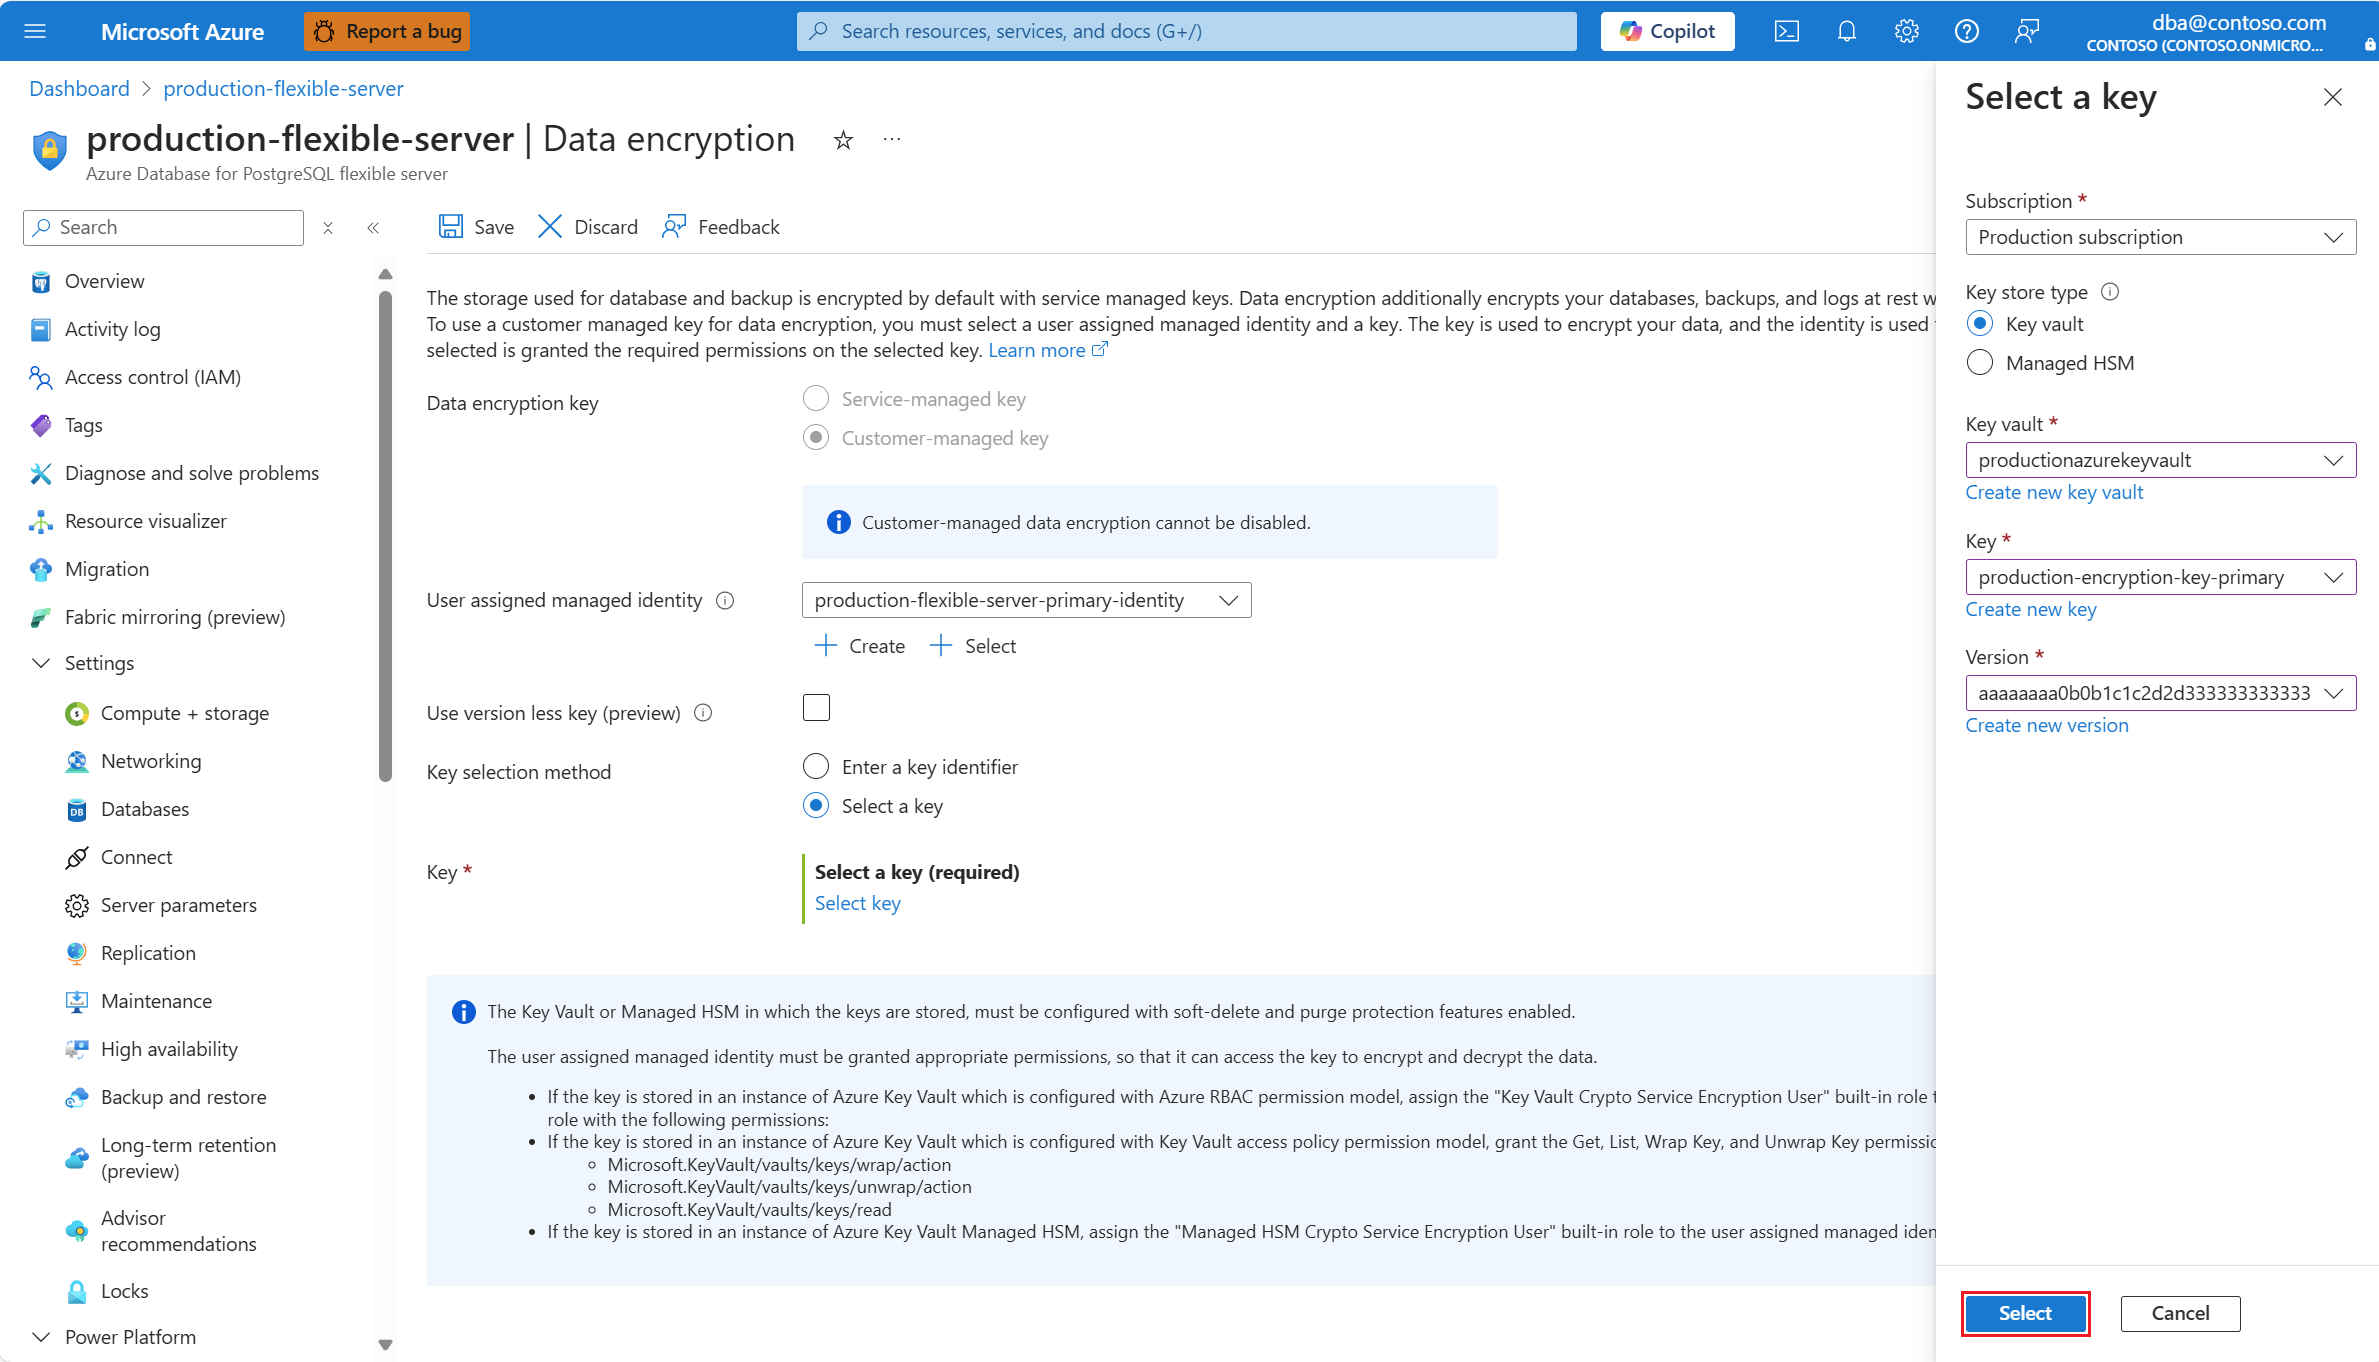 Microsoft Azure
Report a bug
Search resources, services, and docs (G+/)
Copilot
dba@contoso.com
CONTOSO (CONTOSO.ONMICRO...
Dashboard > production-flexible-server
production-flexible-server | Data encryption
Azure Database for PostgreSQL flexible server
Search
Overview
Activity log
Access control (IAM)
Tags
Diagnose and solve problems
Resource visualizer
Migration
Fabric mirroring (preview)
Settings
Compute + storage
Networking
Databases
Connect
Server parameters
Replication
Maintenance
High availability
Backup and restore
Long-term retention
(preview)
Advisor
recommendations
Locks
Power Platform
Save
Discard
Feedback
The storage used for database and backup is encrypted by default with service managed keys. Data encryption additionally encrypts your databases, backups, and logs at rest w
To use a customer managed key for data encryption, you must select a user assigned managed identity and a key. The key is used to encrypt your data, and the identity is used
selected is granted the required permissions on the selected key. Learn more
Data encryption key
Service-managed key
Customer-managed key
Customer-managed data encryption cannot be disabled.
User assigned managed identity
production-flexible-server-primary-identity
Create
Select
Use version less key (preview)
Key selection method
Enter a key identifier
Select a key
Key *
Select a key (required)
Select key
The Key Vault or Managed HSM in which the keys are stored, must be configured with soft-delete and purge protection features enabled.
The user assigned managed identity must be granted appropriate permissions, so that it can access the key to encrypt and decrypt the data.
• If the key is stored in an instance of Azure Key Vault which is configured with Azure RBAC permission model, assign the "Key Vault Crypto Service Encryption User" built-in role t
role with the following permissions:
• If the key is stored in an instance of Azure Key Vault which is configured with Key Vault access policy permission model, grant the Get, List, Wrap Key, and Unwrap Key permissic
Microsoft.KeyVault/vaults/keys/wrap/action
Microsoft.KeyVault/vaults/keys/unwrap/action
Microsoft.KeyVault/vaults/keys/read
• If the key is stored in an instance of Azure Key Vault Managed HSM, assign the "Managed HSM Crypto Service Encryption User" built-in role to the user assigned managed iden
Select a key
Subscription *
Production subscription
Key store type
Key vault
Managed HSM
Key vault *
productionazurekeyvault
Create new key vault
Key *
production-encryption-key-primary
Create new key
Version *
aaaaaaaa0b0b1c1c2d2d333333333333
Create new version
Select
Cancel